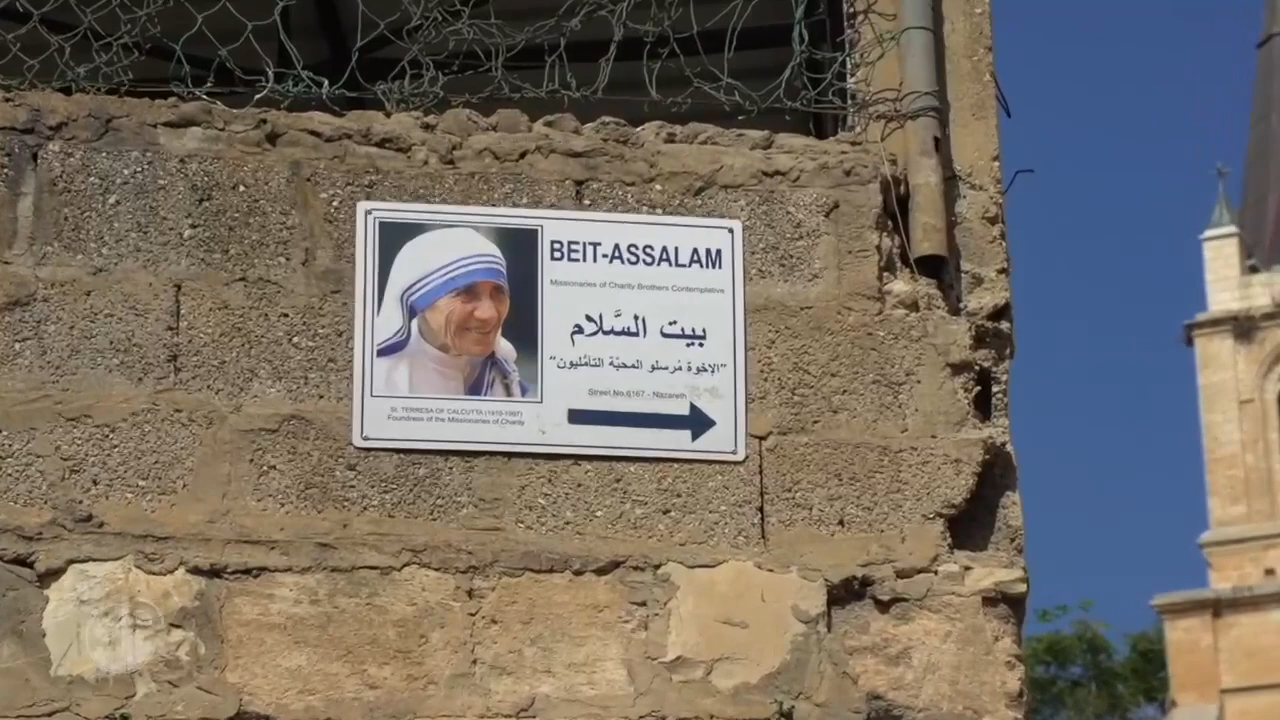 BEIT-ASSALAM
Missionaries of Charity Brothers Contemplative
بيت السَّلام
"الإخوة مُرسلو المحبّة التأمُّليون"
Street No.6167 - Nazareth
St. TERRESA OF CALCUTTA (1910-1997)
Foundress of the Missionaries of Charity